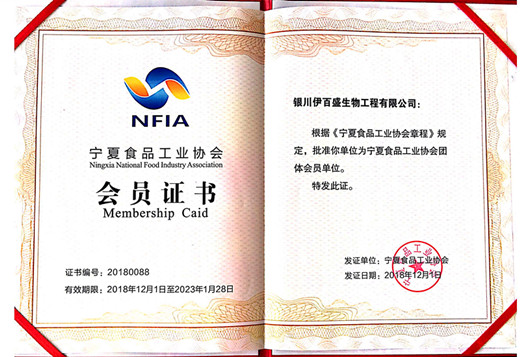 NFIA
宁夏食品工业协会
Ningxia National Food Industry Association
会员证书
Membership Caid
证书编号：20180088
有效期限：2018年12月1日至2023年1月28日
银川伊百盛生物工程有限公司：
根据《宁夏食品工业协会章程》规
定，批准你单位为宁夏食品工业协会团
体会员单位。
特发此证。
发证单位：宁夏食品工业协会
发证日期：2018年12月1日